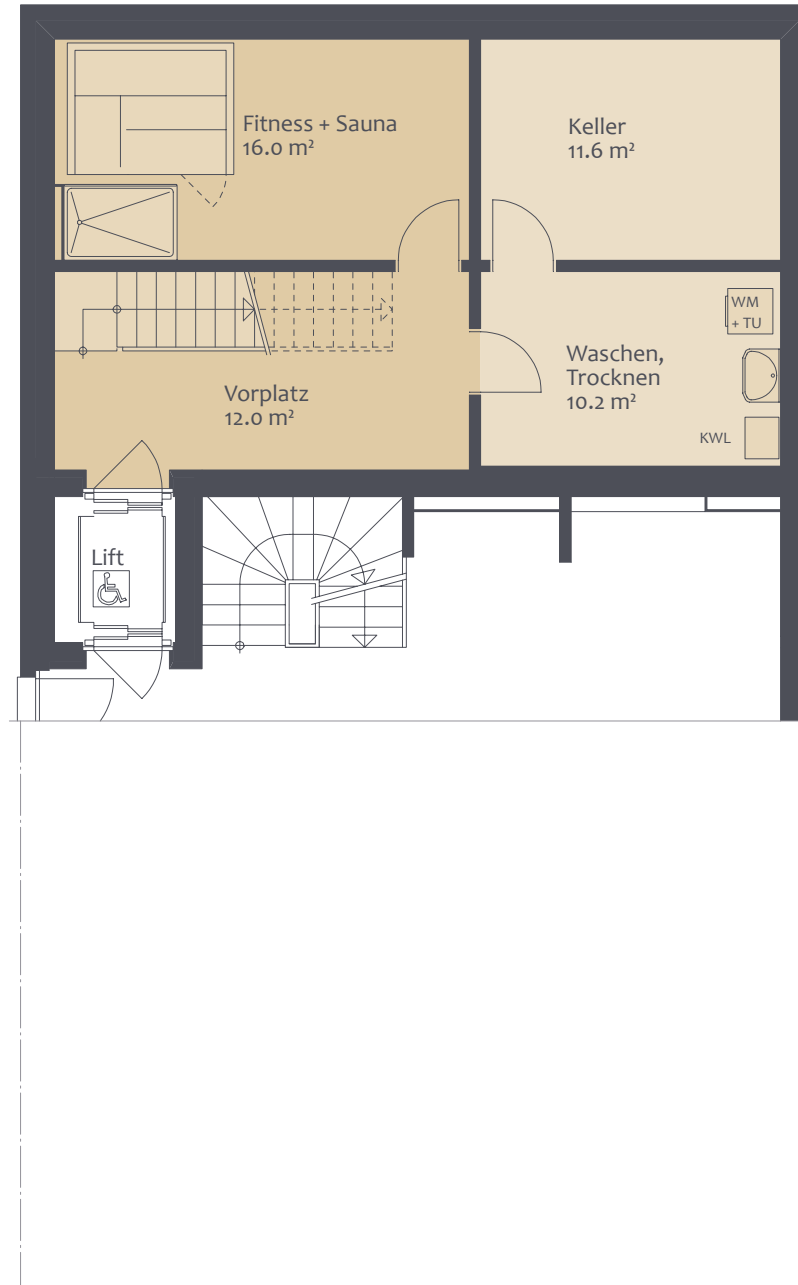 Fitness + Sauna
16.0 m²
Keller
11.6 m²
WM
+ TU
Waschen,
Trocknen
10.2 m²
Vorplatz
12.0 m²
KWL
Lift